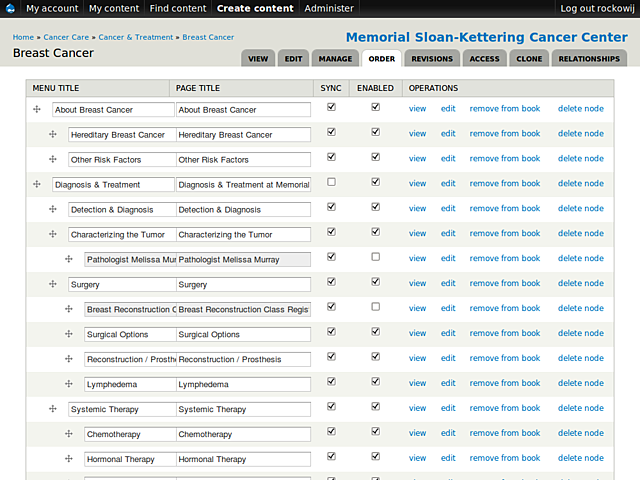 My account My content Find content Create content Administer Log out rockowij
Home » Cancer Care » Cancer & Treatment » Breast Cancer
Memorial Sloan-Kettering Cancer Center
Breast Cancer
VIEW EDIT MANAGE ORDER REVISIONS ACCESS CLONE RELATIONSHIPS
MENU TITLE PAGE TITLE SYNC ENABLED OPERATIONS
About Breast Cancer About Breast Cancer view edit remove from book delete node
Hereditary Breast Cancer Hereditary Breast Cancer view edit remove from book delete node
Other Risk Factors Other Risk Factors view edit remove from book delete node
Diagnosis & Treatment Diagnosis & Treatment at Memorial view edit remove from book delete node
Detection & Diagnosis Detection & Diagnosis view edit remove from book delete node
Characterizing the Tumor Characterizing the Tumor view edit remove from book delete node
Pathologist Melissa Mur Pathologist Melissa Murray view edit remove from book delete node
Surgery Surgery view edit remove from book delete node
Breast Reconstruction C Breast Reconstruction Class Regis view edit remove from book delete node
Surgical Options Surgical Options view edit remove from book delete node
Reconstruction / Prosth Reconstruction / Prosthesis view edit remove from book delete node
Lymphedema Lymphedema view edit remove from book delete node
Systemic Therapy Systemic Therapy view edit remove from book delete node
Chemotherapy Chemotherapy view edit remove from book delete node
Hormonal Therapy Hormonal Therapy view edit remove from book delete node